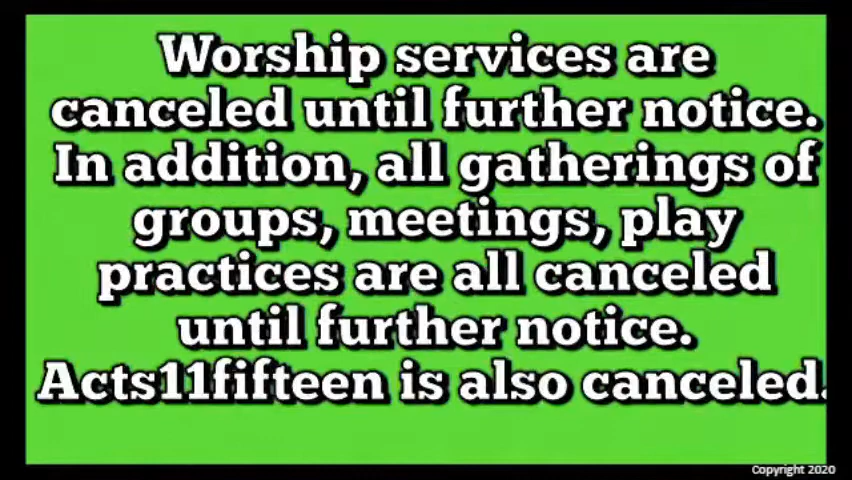 Worship services are
canceled until further notice.
In addition, all gatherings of
groups, meetings, play
practices are all canceled
until further notice.
Acts11fifteen is also canceled.
Copyright 2020